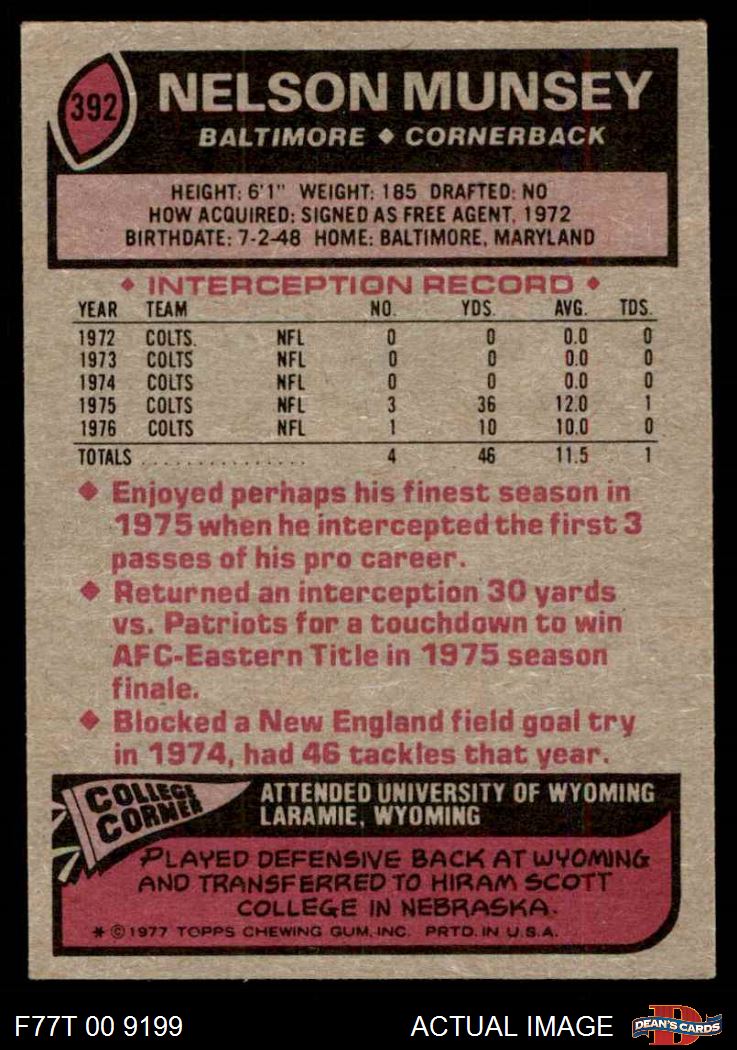 392
NELSON MUNSEY
BALTIMORE ◆ CORNERBACK
HEIGHT: 6'1" WEIGHT: 185 DRAFTED: NO
HOW ACQUIRED: SIGNED AS FREE AGENT, 1972
BIRTHDATE: 7-2-48 HOME: BALTIMORE, MARYLAND
◆ INTERCEPTION RECORD ◆
YEAR TEAM NO. YDS. AVG. TDS.
1972 COLTS. NFL 0 0 0.0 0
1973 COLTS NFL 0 0 0.0 0
1974 COLTS NFL 0 0 0.0 0
1975 COLTS NFL 3 36 12.0 1
1976 COLTS NFL 1 10 10.0 0
TOTALS ................ 4 46 11.5 1
◆ Enjoyed perhaps his finest season in
1975 when he intercepted the first 3
passes of his pro career.
◆ Returned an interception 30 yards
vs. Patriots for a touchdown to win
AFC-Eastern Title in 1975 season
finale.
◆ Blocked a New England field goal try
in 1974, had 46 tackles that year.
COLLEGE
CORNER
ATTENDED UNIVERSITY OF WYOMING
LARAMIE, WYOMING
PLAYED DEFENSIVE BACK AT WYOMING
AND TRANSFERRED TO HIRAM SCOTT
COLLEGE IN NEBRASKA.
* © 1977 TOPPS CHEWING GUM, INC. PRTD. IN U.S.A.
F77T 00 9199 ACTUAL IMAGE
DEAN'S CARDS